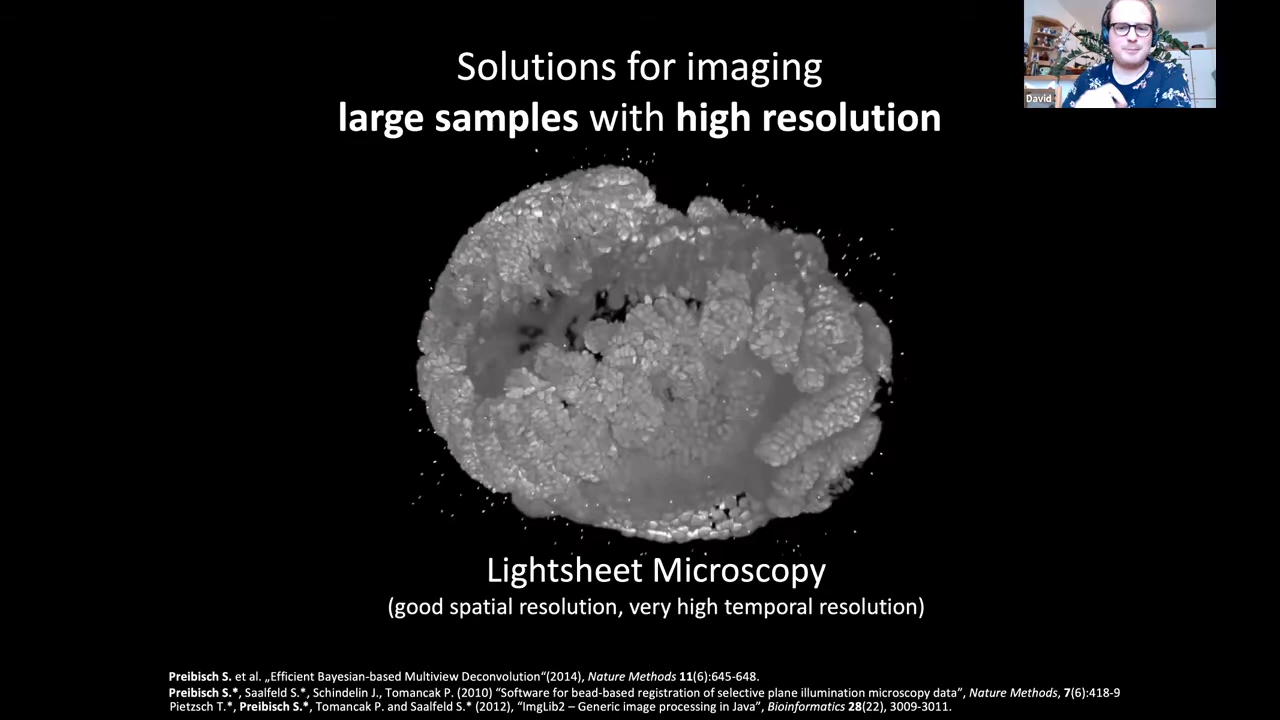 Solutions for imaging
large samples with high resolution
David
Lightsheet Microscopy
(good spatial resolution, very high temporal resolution)
Preibisch S. et al. „Efficient Bayesian-based Multiview Deconvolution“(2014), Nature Methods 11(6):645-648.
Preibisch S.*, Saalfeld S.*, Schindelin J., Tomancak P. (2010) “Software for bead-based registration of selective plane illumination microscopy data”, Nature Methods, 7(6):418-9
Pietzsch T.*, Preibisch S.*, Tomancak P. and Saalfeld S.* (2012), “ImgLib2 – Generic image processing in Java”, Bioinformatics 28(22), 3009-3011.